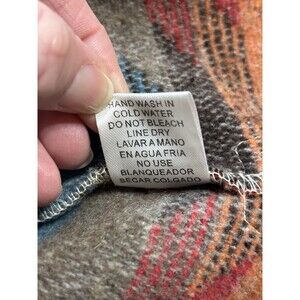 HAND WASH IN
COLD WATER
DO NOT BLEACH
LINE DRY
LAVAR A MANO
EN AGUA FRIA
NO USE
BLANQUEADOR
SECAR COLGADO